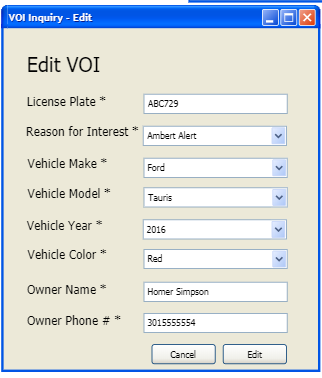 VOI Inquiry - Edit
Edit VOI
License Plate * ABC729
Reason for Interest * Ambert Alert
Vehicle Make * Ford
Vehicle Model * Tauris
Vehicle Year * 2016
Vehicle Color * Red
Owner Name * Homer Simpson
Owner Phone # * 3015555554
Cancel Edit